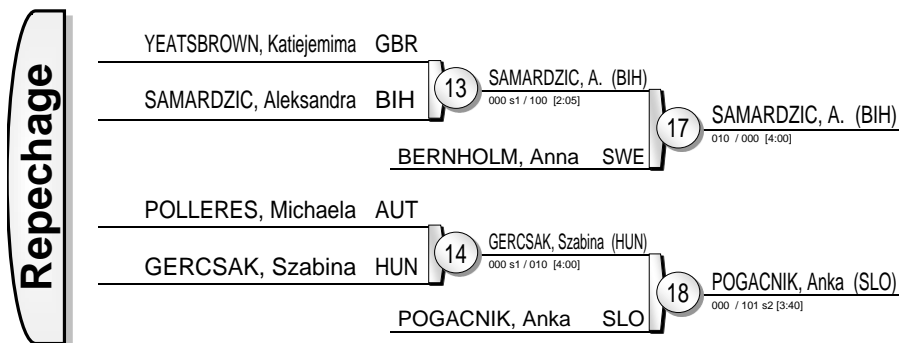 Repechage
YEATSBROWN, Katiejemima GBR
SAMARDZIC, Aleksandra BIH
13
SAMARDZIC, A. (BIH)
000 s1 / 100 [2:05]
BERNHOLM, Anna SWE
17
SAMARDZIC, A. (BIH)
010 / 000 [4:00]
POLLERES, Michaela AUT
GERCSAK, Szabina HUN
14
GERCSAK, Szabina (HUN)
000 s1 / 010 [4:00]
POGACNIK, Anka SLO
18
POGACNIK, Anka (SLO)
000 / 101 s2 [3:40]